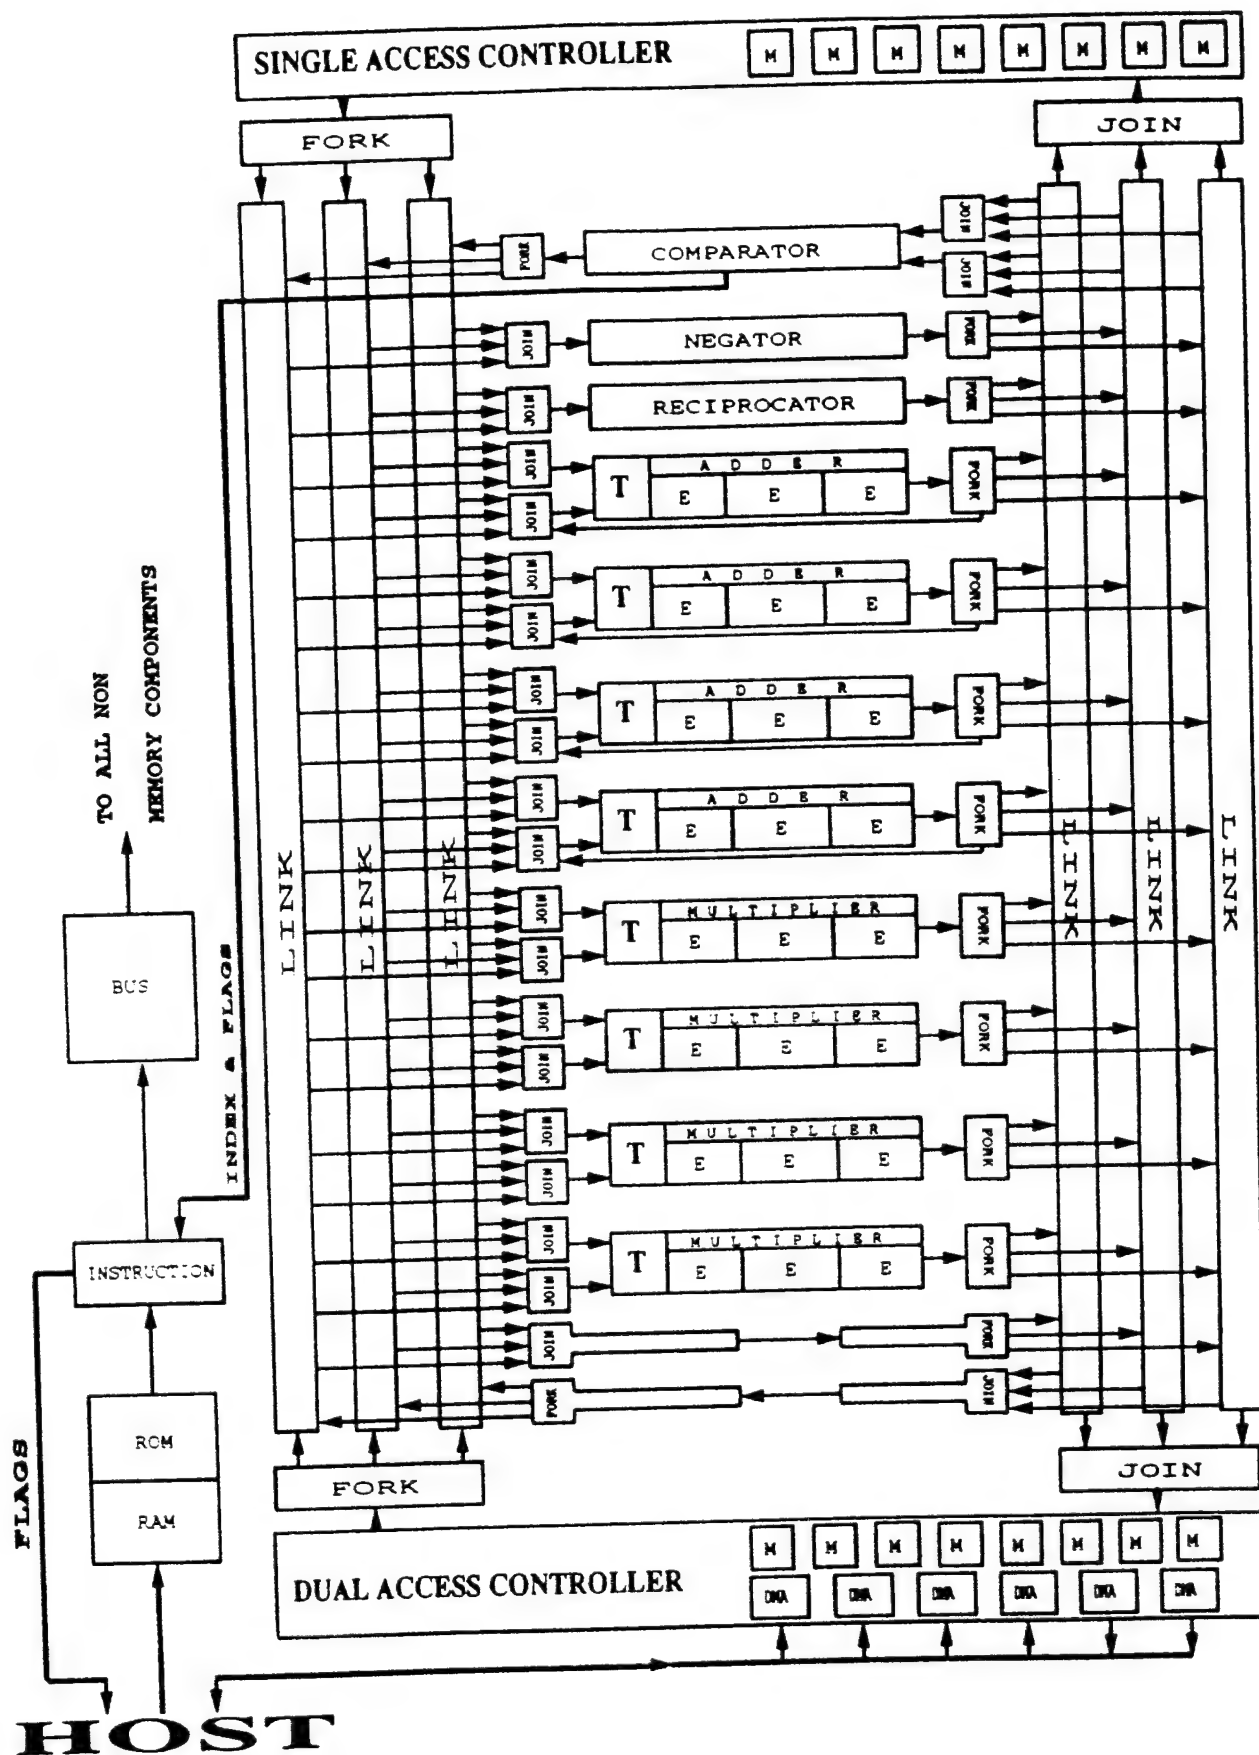 SINGLE ACCESS CONTROLLER M M M M M M M M
FORK
JOIN
JOIN
FORK COMPARATOR
JOIN
JOIN NEGATOR FORK
JOIN RECIPROCATOR FORK
JOIN
T ADDER FORK
E E E
JOIN
JOIN
T ADDER FORK
E E E
JOIN
JOIN
T ADDER FORK
E E E
JOIN
JOIN
T ADDER FORK
E E E
JOIN
LINK LINK LINK
LINK LINK LINK
JOIN
T MULTIPLIER FORK
E E E
JOIN
JOIN
T MULTIPLIER FORK
E E E
JOIN
JOIN
T MULTIPLIER FORK
E E E
JOIN
JOIN
T MULTIPLIER FORK
E E E
JOIN
JOIN FORK
FORK JOIN
FORK
JOIN
DUAL ACCESS CONTROLLER
M M M M M M M M
DMA DMA DMA DMA DMA DMA
TO ALL NON
MEMORY COMPONENTS
BUS
INDEX & FLAGS
INSTRUCTION
ROM
RAM
FLAGS
HOST